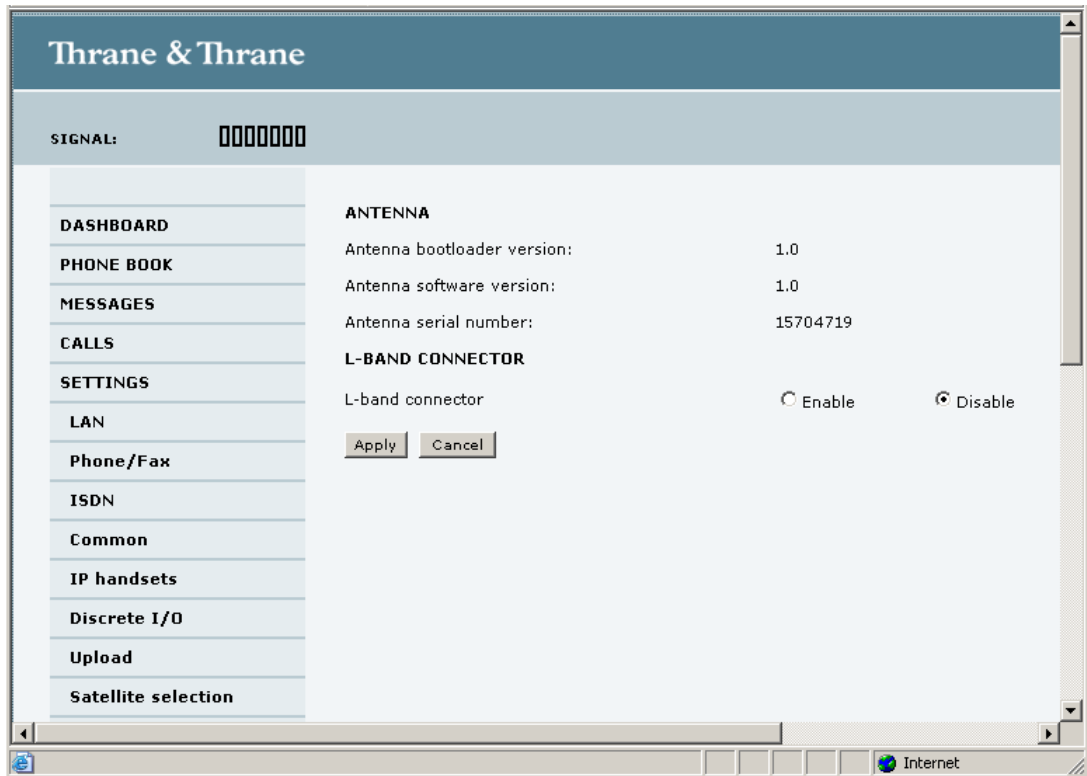 Thrane & Thrane
SIGNAL:
DASHBOARD
PHONE BOOK
MESSAGES
CALLS
SETTINGS
LAN
Phone/Fax
ISDN
Common
IP handsets
Discrete I/O
Upload
Satellite selection
ANTENNA
Antenna bootloader version: 1.0
Antenna software version: 1.0
Antenna serial number: 15704719
L-BAND CONNECTOR
L-band connector Enable Disable
Apply Cancel
Internet